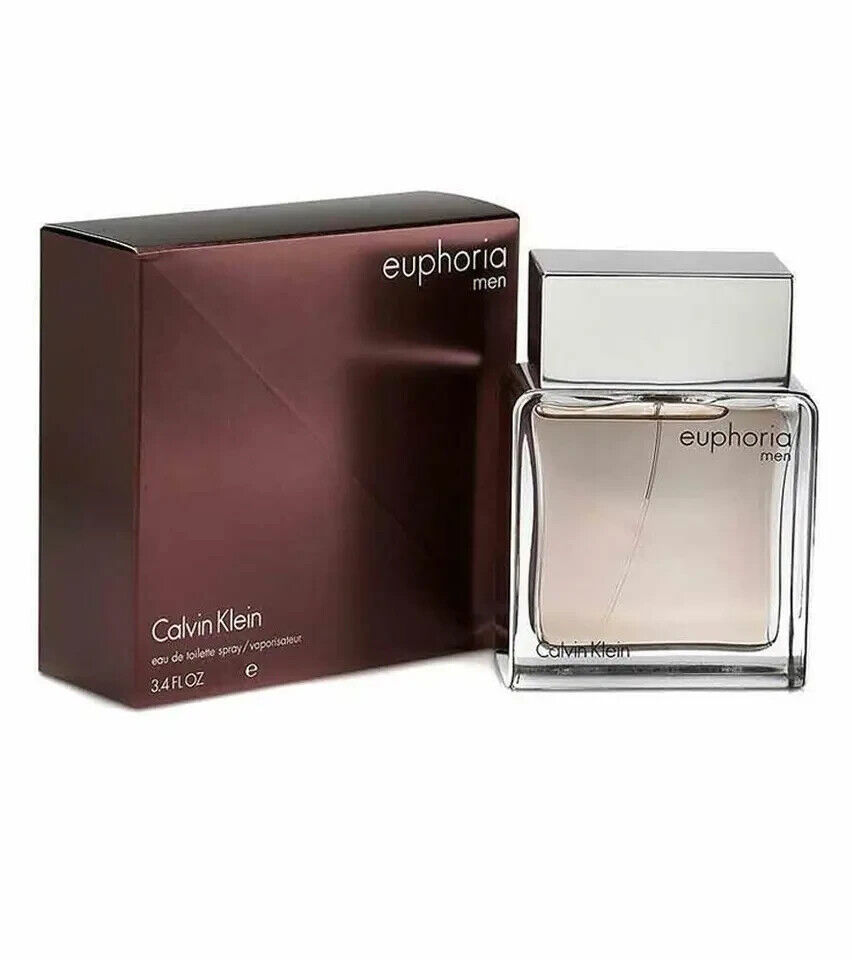 euphoria
men
Calvin Klein
eau de toilette spray/vaporisateur
3.4 FL OZ e
euphoria
men
Calvin Klein